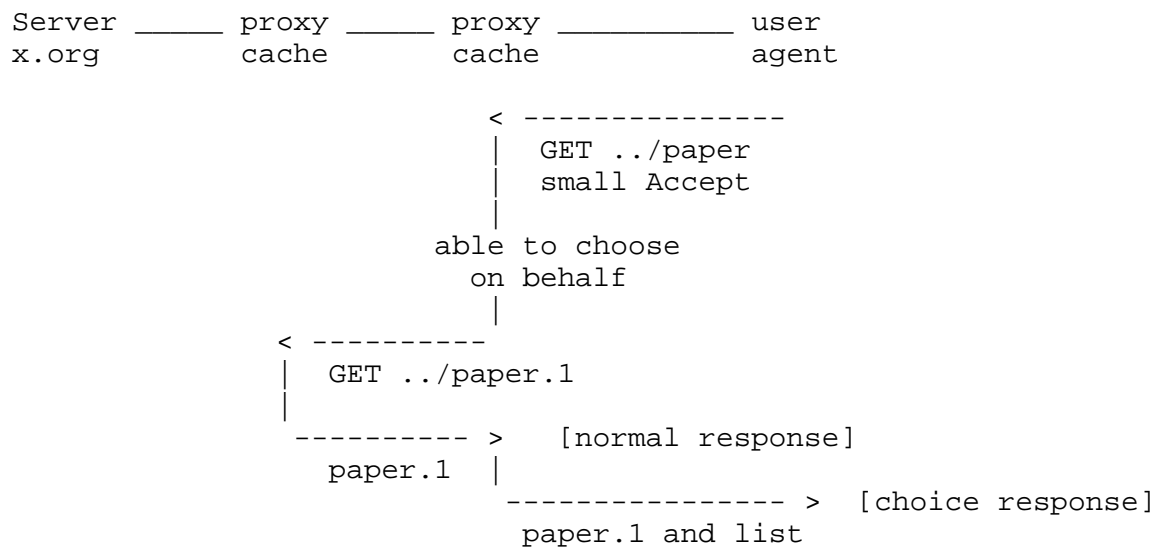 Server _____ proxy _____ proxy __________ user
x.org        cache       cache            agent

                           < ---------------
                           |  GET ../paper
                           |  small Accept
                           |
                        able to choose
                          on behalf
                           |
               < ----------
               |  GET ../paper.1
               |
                ---------- >   [normal response]
                  paper.1  |
                            ---------------- >  [choice response]
                             paper.1 and list